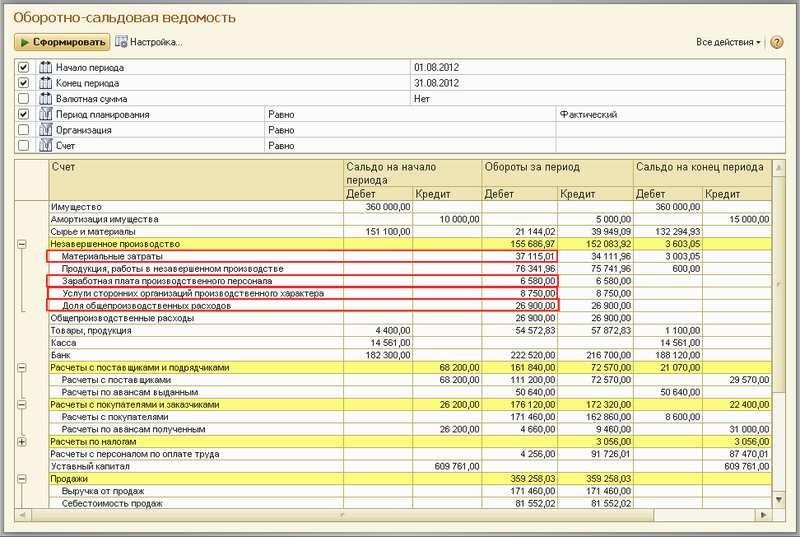 Оборотно-сальдовая ведомость
Сформировать Настройка... Все действия
Начало периода 01.08.2012
Конец периода 31.08.2012
Валютная сумма Нет
Период планирования Равно Фактический
Организация Равно
Счет Равно
Счет Сальдо на начало периода Обороты за период Сальдо на конец периода
Дебет Кредит Дебет Кредит Дебет Кредит
Имущество 360 000,00 360 000,00
Амортизация имущества 10 000,00 5 000,00 15 000,00
Сырье и материалы 151 100,00 21 144,02 39 949,09 132 294,93
Незавершенное производство 155 686,97 152 083,92 3 603,05
Материальные затраты 37 115,01 34 111,96 3 003,05
Продукция, работы в незавершенном производстве 76 341,96 75 741,96 600,00
Заработная плата производственного персонала 6 580,00 6 580,00
Услуги сторонних организаций производственного характера 8 750,00 8 750,00
Доля общепроизводственных расходов 26 900,00 26 900,00
Общепроизводственные расходы 26 900,00 26 900,00
Товары, продукция 4 400,00 54 572,83 57 872,83 1 100,00
Касса 14 561,00 14 561,00
Банк 182 300,00 222 520,00 216 700,00 188 120,00
Расчеты с поставщиками и подрядчиками 68 200,00 161 840,00 72 570,00 21 070,00
Расчеты с поставщиками 68 200,00 111 200,00 72 570,00 29 570,00
Расчеты по авансам выданным 50 640,00 50 640,00
Расчеты с покупателями и заказчиками 26 200,00 176 120,00 172 320,00 22 400,00
Расчеты с покупателями 171 460,00 162 860,00 8 600,00
Расчеты по авансам полученным 26 200,00 4 660,00 9 460,00 31 000,00
Расчеты по налогам 3 056,00 3 056,00
Расчеты с персоналом по оплате труда 4 256,00 91 726,01 87 470,01
Уставный капитал 609 761,00 609 761,00
Продажи 359 258,03 359 258,03
Выручка от продаж 171 460,00 171 460,00
Себестоимость продаж 81 552,02 81 552,02